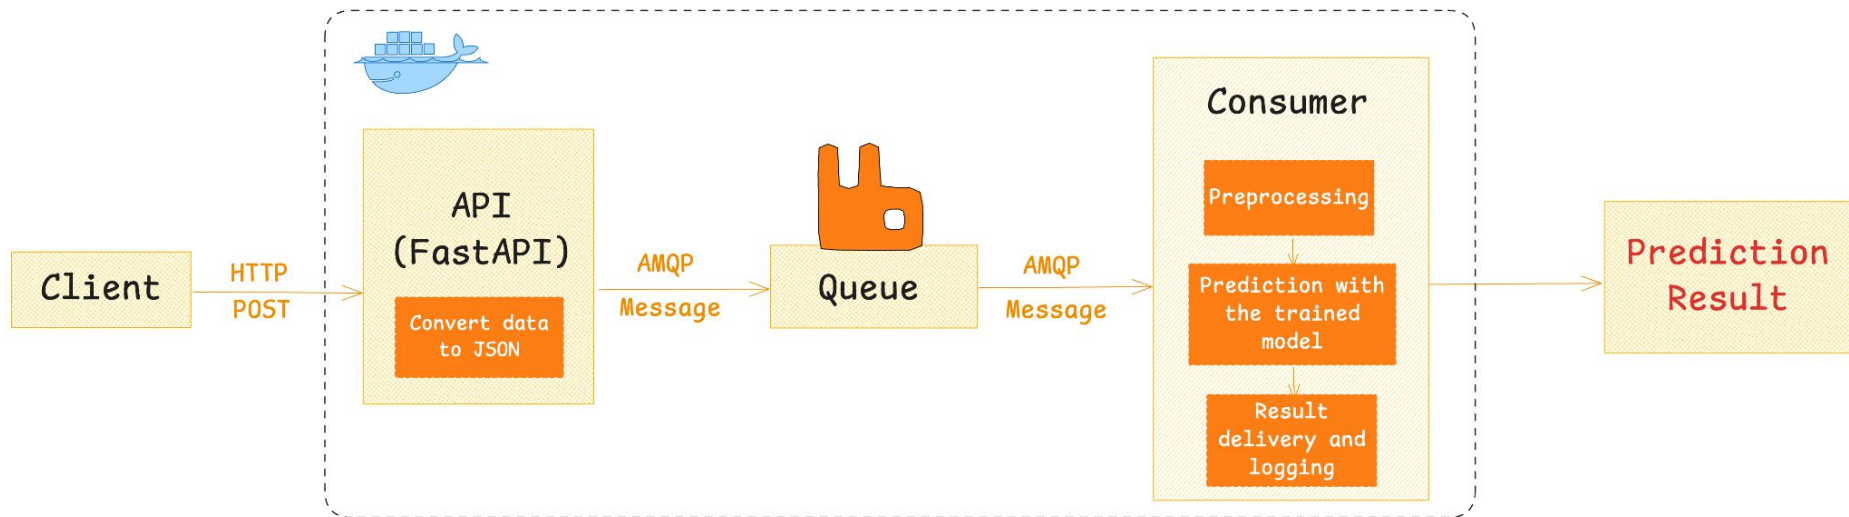 Client
HTTP
POST
API
(FastAPI)
Convert data
to JSON
AMQP
Message
Queue
AMQP
Message
Consumer
Preprocessing
Prediction with
the trained
model
Result
delivery and
logging
Prediction
Result